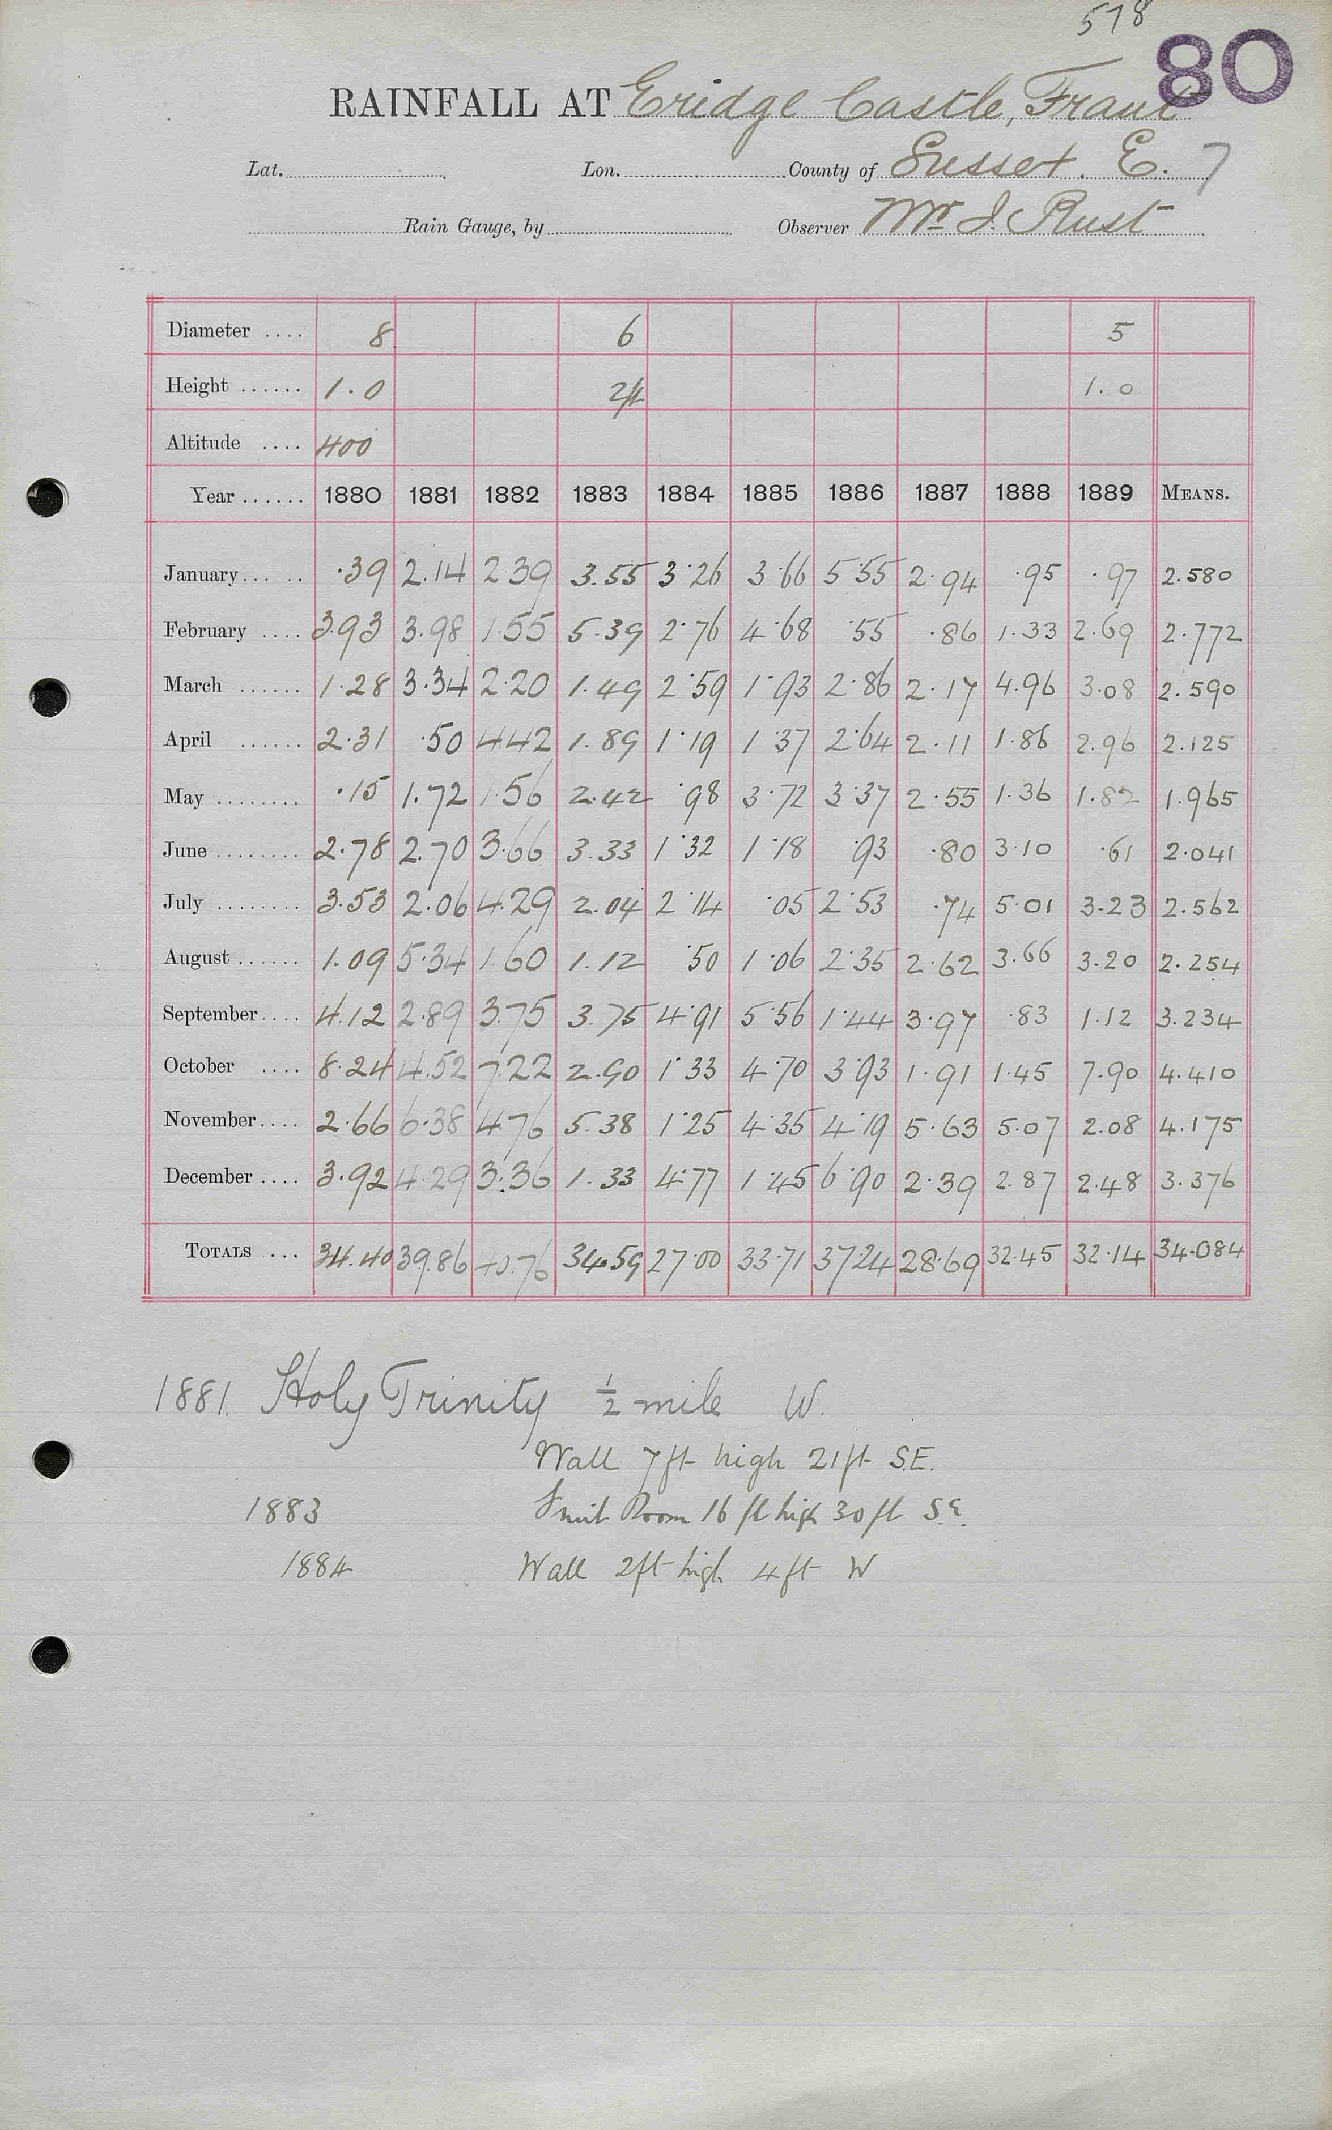 578
80
RAINFALL AT Eridge Castle, Frant
Lat. Lon. County of Sussex. E. 7
Rain Gauge, by Observer Mr J. Rust
Diameter .... 8 6 5
Height ...... 1.0 1.0
Altitude .... 400
Year ...... 1880 1881 1882 1883 1884 1885 1886 1887 1888 1889 MEANS.
January... .. .39 2.14 2.39 3.55 3.26 3.66 5.55 2.94 .95 .97 2.580
February .... 3.93 3.98 1.55 5.39 2.76 4.68 .55 .86 1.33 2.69 2.772
March ...... 1.28 3.34 2.20 1.49 2.59 1.93 2.86 2.17 4.96 3.08 2.590
April ...... 2.31 .50 4.42 1.89 1.19 1.37 2.64 2.11 1.86 2.96 2.125
May ........ .15 1.72 1.56 2.42 .98 3.72 3.37 2.55 1.36 1.82 1.965
June ........ 2.78 2.70 3.66 3.33 1.32 1.18 .93 .80 3.10 .61 2.041
July ........ 3.53 2.06 4.29 2.04 2.14 .05 2.53 .74 5.01 3.23 2.562
August ...... 1.09 5.34 1.60 1.12 .50 1.06 2.35 2.62 3.66 3.20 2.254
September.... 4.12 2.89 3.75 3.75 4.91 5.56 1.44 3.97 .83 1.12 3.234
October .... 8.24 4.52 7.22 2.90 1.33 4.70 3.93 1.91 1.45 7.90 4.410
November.... 2.66 6.38 4.76 5.38 1.25 4.35 4.19 5.63 5.07 2.08 4.175
December .... 3.92 4.29 3.36 1.33 4.77 1.45 6.90 2.39 2.87 2.48 3.376
TOTALS ... 34.40 39.86 40.76 34.59 27.00 33.71 37.24 28.69 32.45 32.14 34.084
1881. Holy Trinity ½ mile W.
Wall 7ft high 21ft S.E.
1883 Fruit Room 16 ft high 30 ft S.E.
1884 Wall 2ft high 4ft W